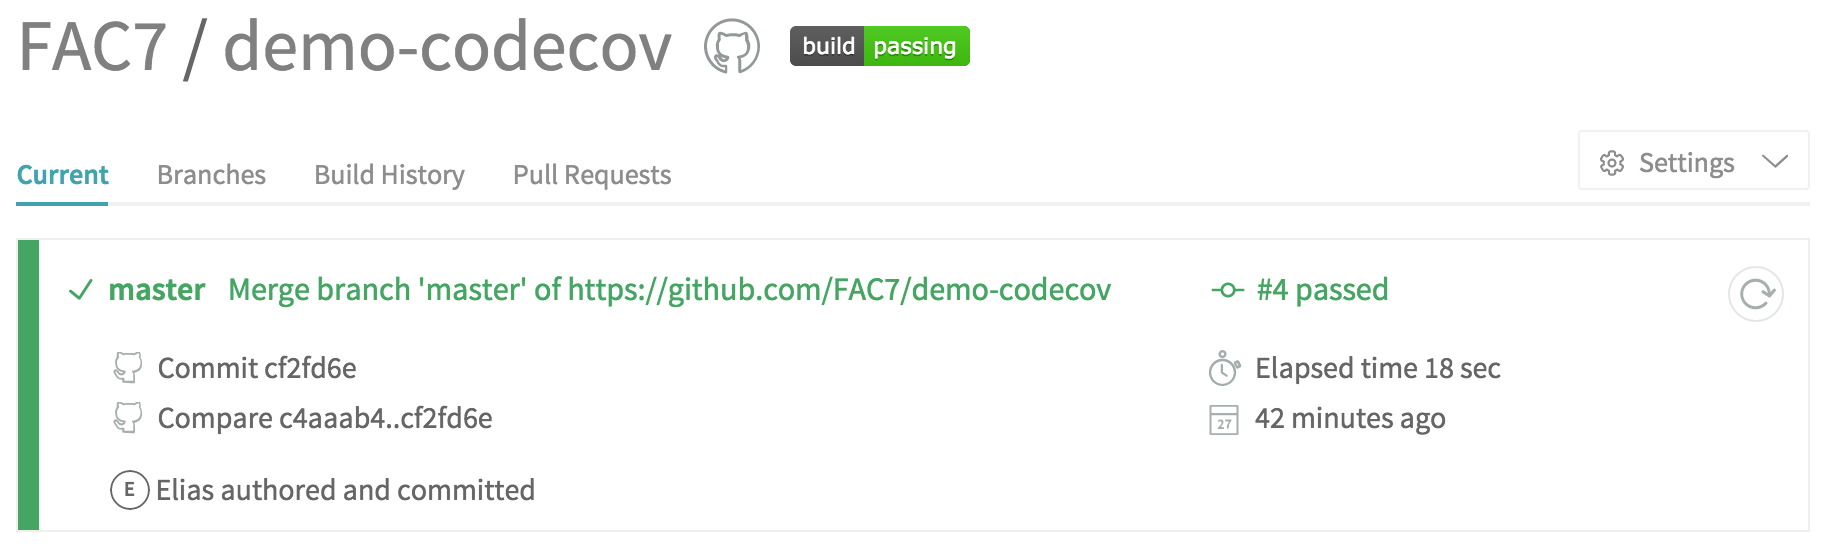 FAC7 / demo-codecov build passing
Current Branches Build History Pull Requests Settings
master Merge branch 'master' of https://github.com/FAC7/demo-codecov #4 passed
Commit cf2fd6e Elapsed time 18 sec
Compare c4aaab4..cf2fd6e 27 42 minutes ago
E Elias authored and committed